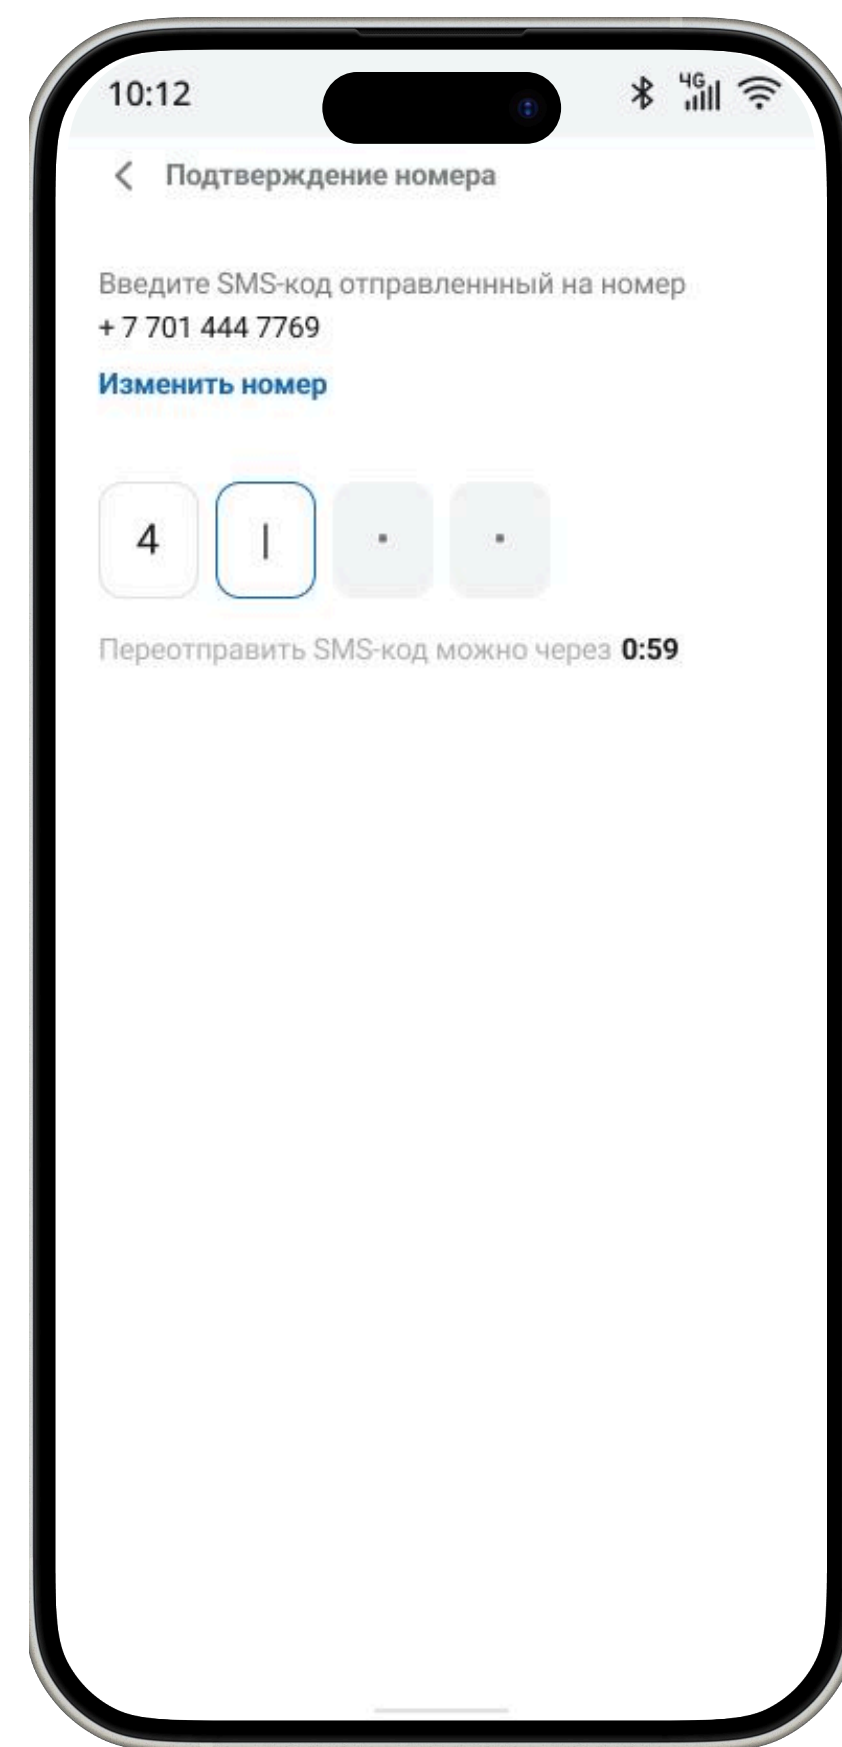 10:12
4G
Подтверждение номера
Введите SMS-код отправленнный на номер
+ 7 701 444 7769
Изменить номер
4
Переотправить SMS-код можно через 0:59